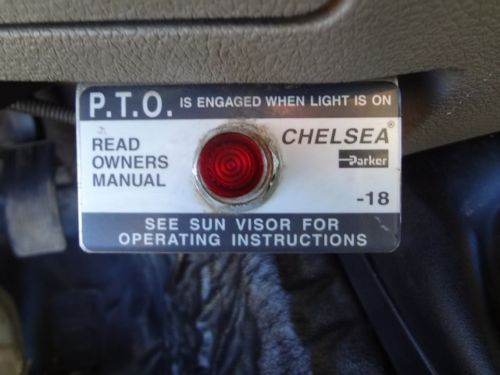 P.T.O. IS ENGAGED WHEN LIGHT IS ON
READ
OWNERS
MANUAL
CHELSEA®
Parker
-18
SEE SUN VISOR FOR
OPERATING INSTRUCTIONS